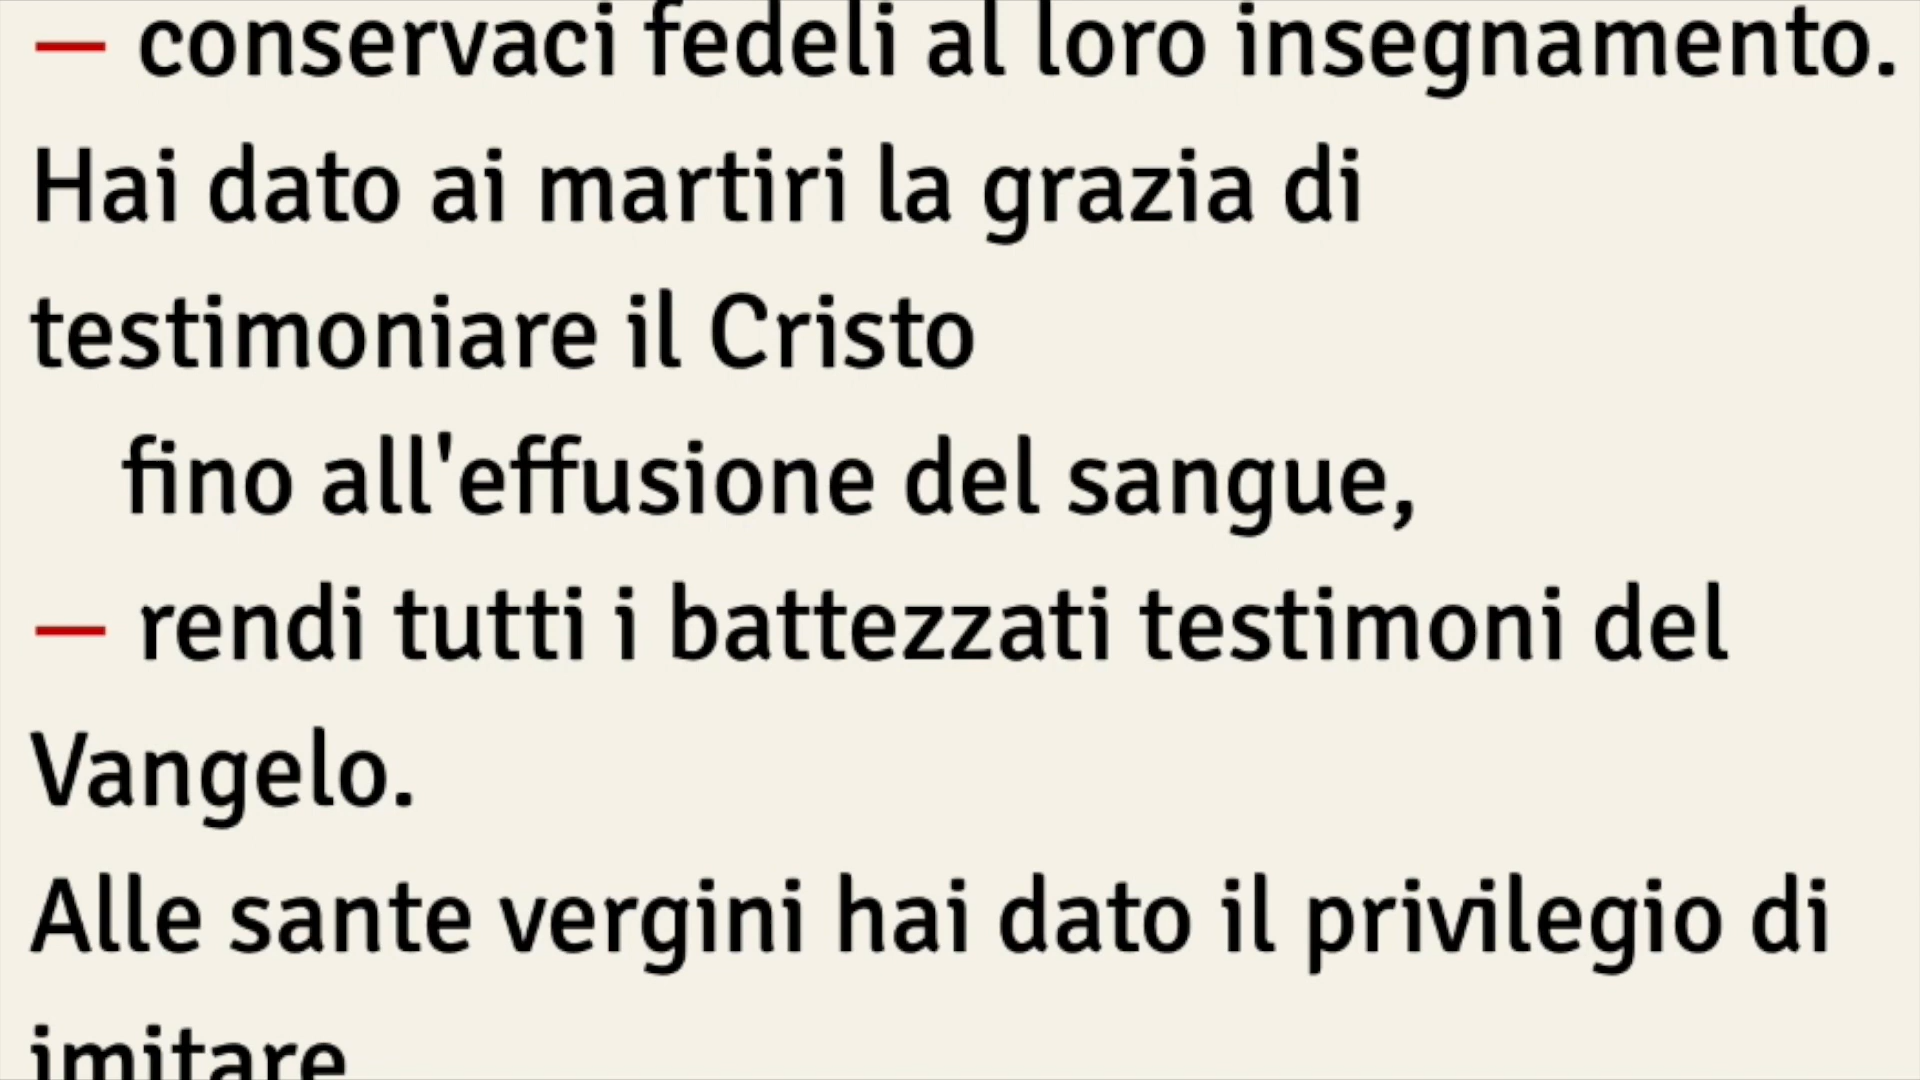 — conservaci fedeli al loro insegnamento.
Hai dato ai martiri la grazia di
testimoniare il Cristo
fino all'effusione del sangue,
— rendi tutti i battezzati testimoni del
Vangelo.
Alle sante vergini hai dato il privilegio di
imitare